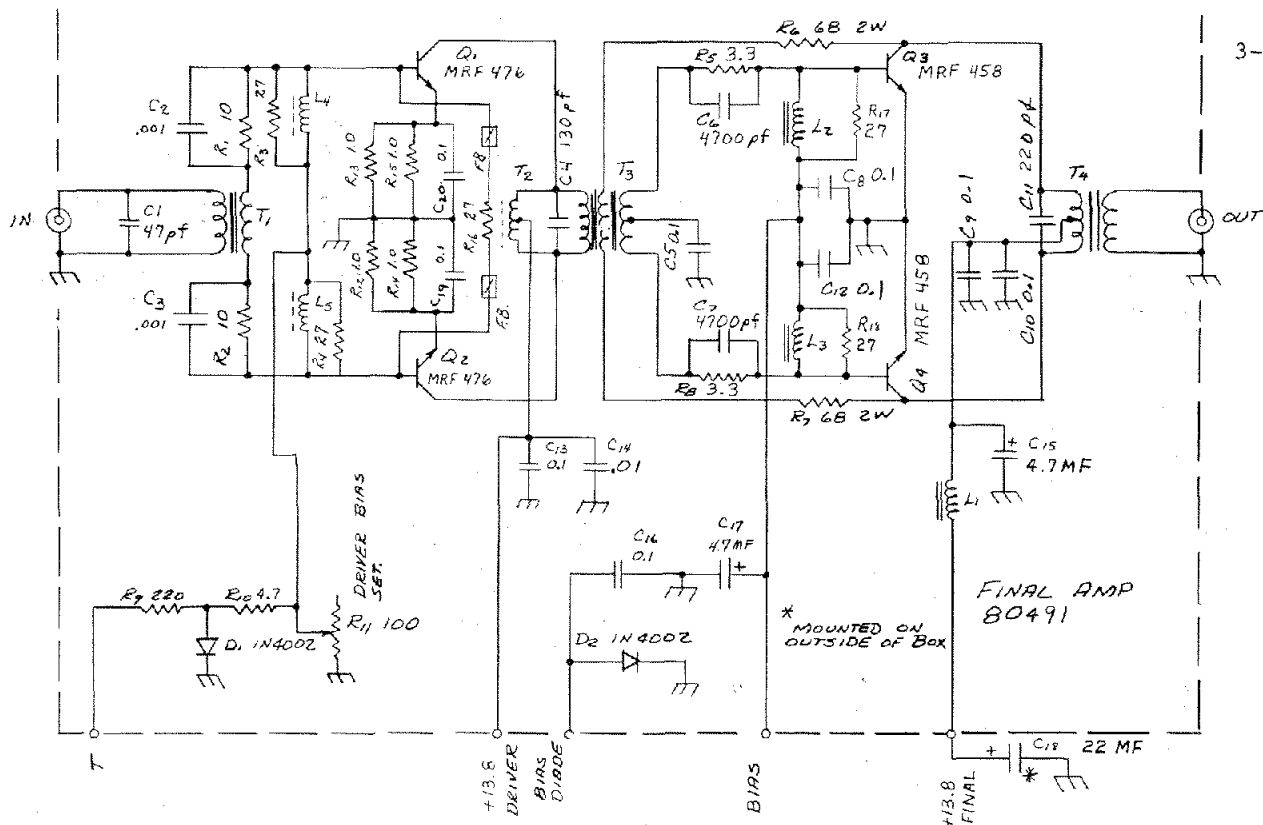 3-
R6 68 2W
Q1
MRF 476
R5 3.3
Q3
MRF 458
C2
.001
R1 10
R3 27
L4
C6
4700pf
L2
R17
27
R13 1.0
R15 1.0
0.1
C20
FB
T2
C4 130pf
T3
C8 0.1
C9 0.1
C11 220pf
T4
IN
C1
47pf
T1
R16 27
C5 0.1
OUT
R12 1.0
R14 1.0
0.1
C19
FB
C12 0.1
MRF 458
C10 0.1
C3
.001
R2 10
L5
R4 27
C7
4700pf
L3
R18
27
Q2
MRF 476
R8 3.3
Q4
R7 68 2W
C13
0.1
C14
.01
C15
4.7MF
+
L1
DRIVER BIAS
SET.
C16
0.1
C17
4.7MF
+
R9 220
R10 4.7
R11 100
D1 1N4002
D2 1N4002
*
MOUNTED ON
OUTSIDE OF BOX
FINAL AMP
80491
T
+13.8
DRIVER
BIAS
DIODE
BIAS
+13.8
FINAL
+
C18
22 MF
*